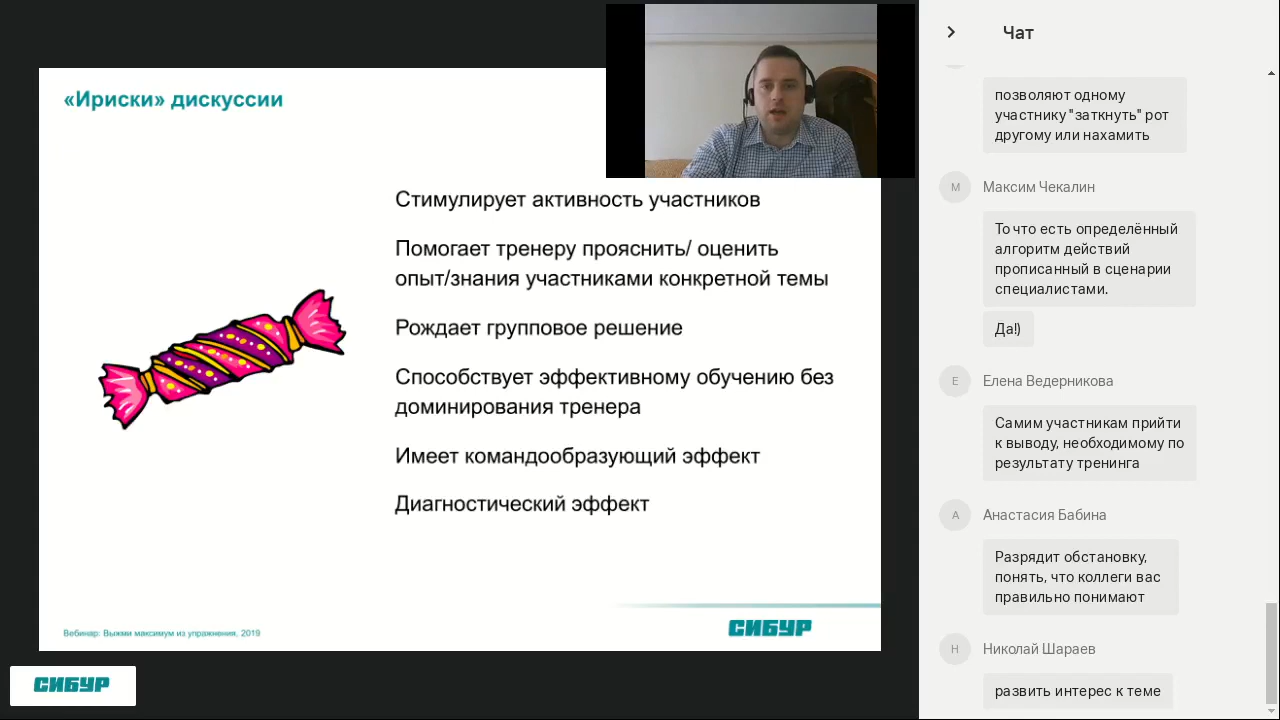 «Ириски» дискуссии
Стимулирует активность участников
Помогает тренеру прояснить/ оценить
опыт/знания участниками конкретной темы
Рождает групповое решение
Способствует эффективному обучению без
доминирования тренера
Имеет командообразующий эффект
Диагностический эффект
Вебинар: Выжми максимум из упражнения, 2019
СИБУР
СИБУР
Чат
позволяют одному
участнику "заткнуть" рот
другому или нахамить
М
Максим Чекалин
То что есть определённый
алгоритм действий
прописанный в сценарии
специалистами.
Да!)
Е
Елена Ведерникова
Самим участникам прийти
к выводу, необходимому по
результату тренинга
А
Анастасия Бабина
Разрядит обстановку,
понять, что коллеги вас
правильно понимают
Н
Николай Шараев
развить интерес к теме